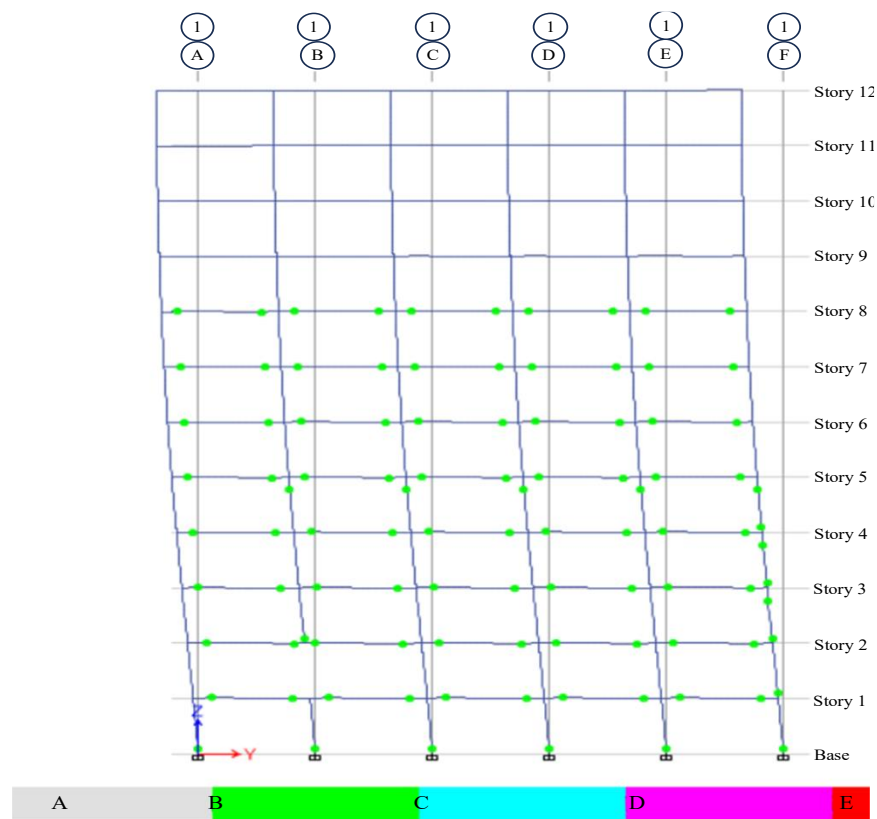 1 1 1 1 1 1
A B C D E F
Story 12
Story 11
Story 10
Story 9
Story 8
Story 7
Story 6
Story 5
Story 4
Story 3
Story 2
Story 1
Z
Y
Base
A B C D E